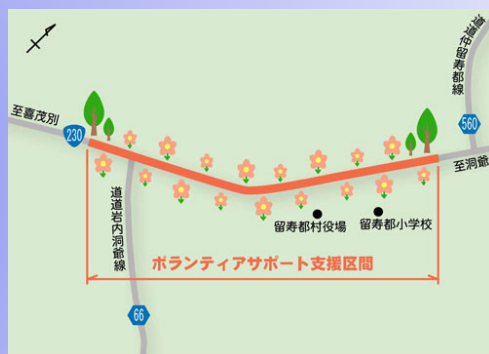 至喜茂別
230
道道仲留寿都線
560
至洞爺
道道岩内洞爺線
留寿都村役場
留寿都小学校
ボランティアサポート支援区間
66